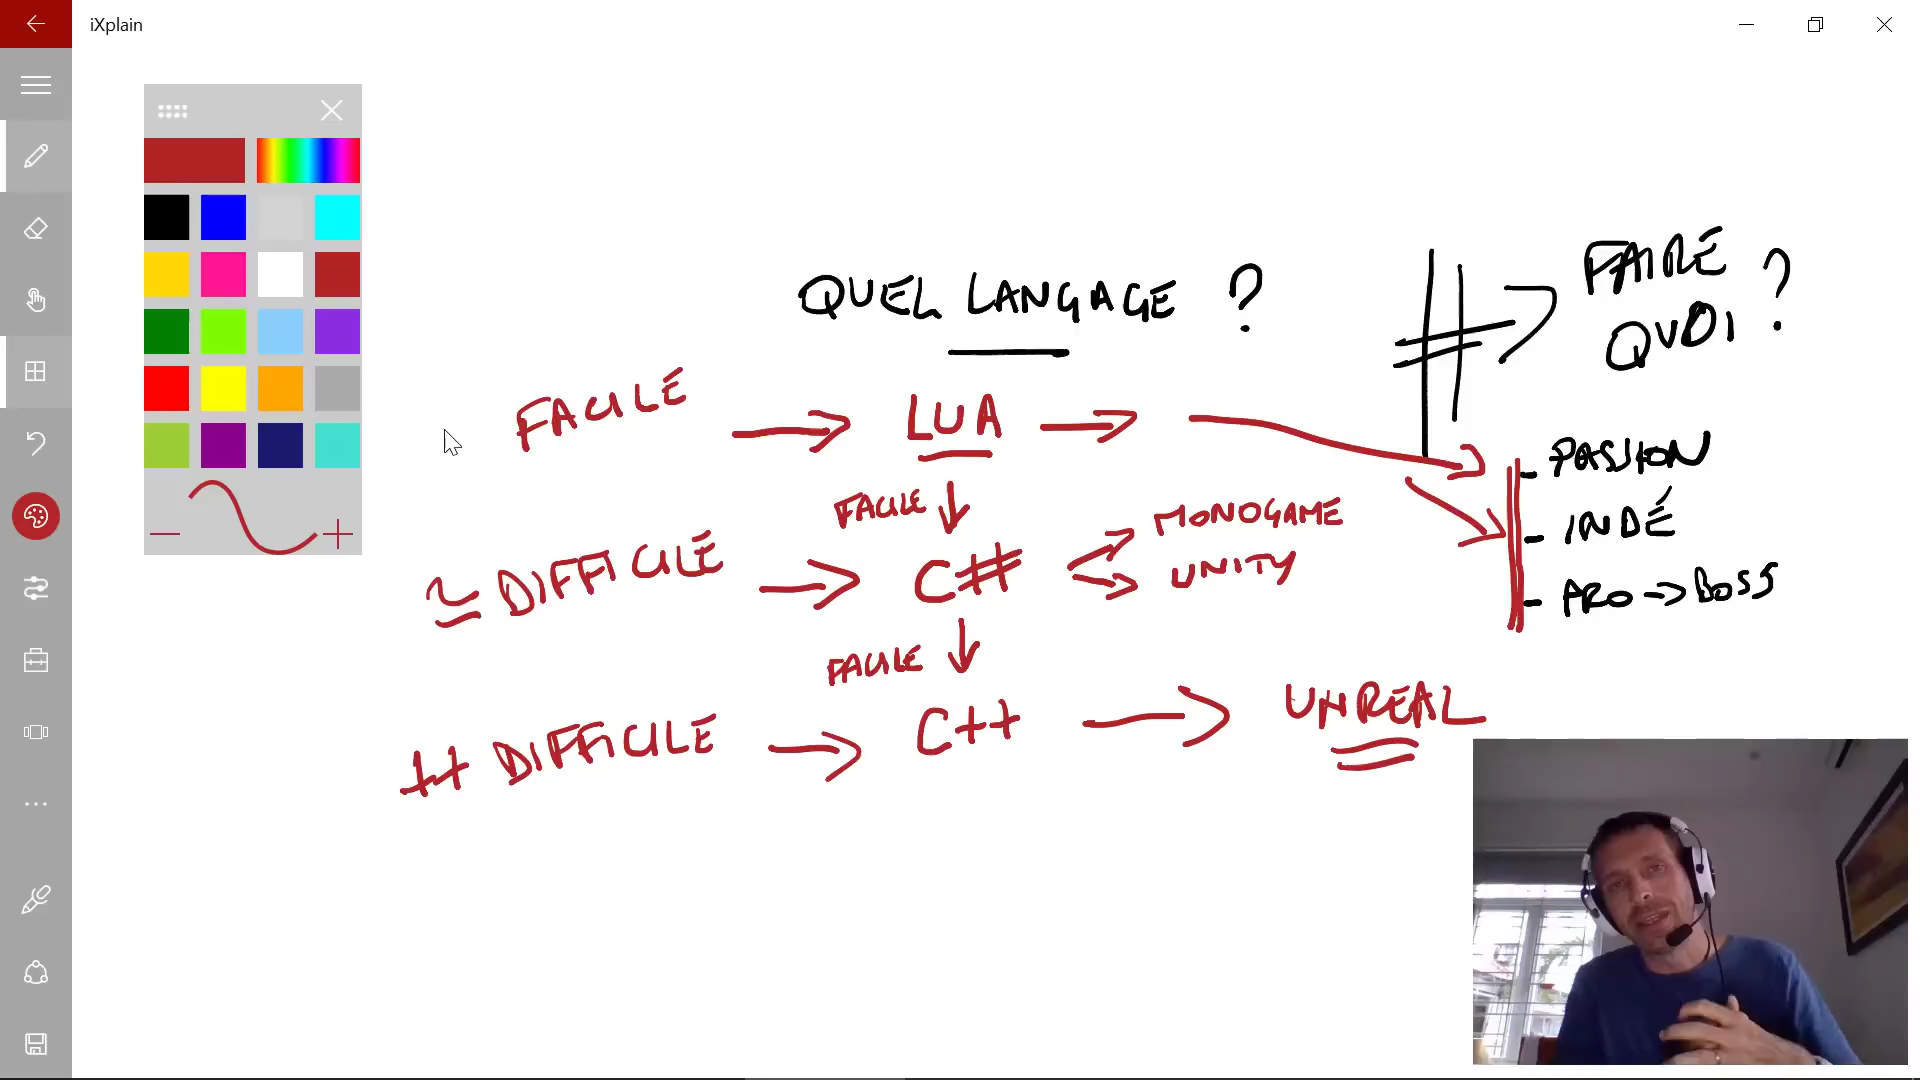 iXplain
QUEL LANGAGE ?
FAIRE
QUOI ?
FACILE → LUA →
FACILE ↓
≃ DIFFICILE → C# → MONOGAME
→ UNITY
FACILE ↓
++ DIFFICILE → C++ → UNREAL
- PASSION
- INDÉ
- PRO → BOSS